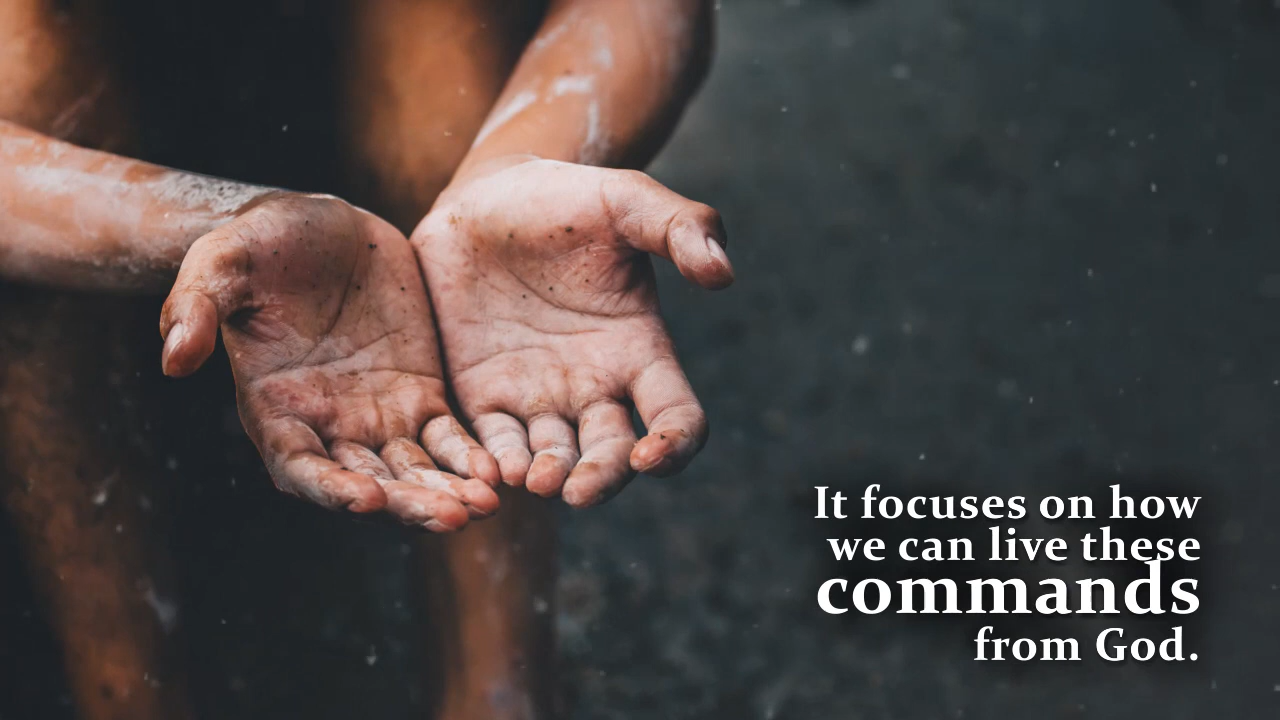 It focuses on how
we can live these
commands
from God.